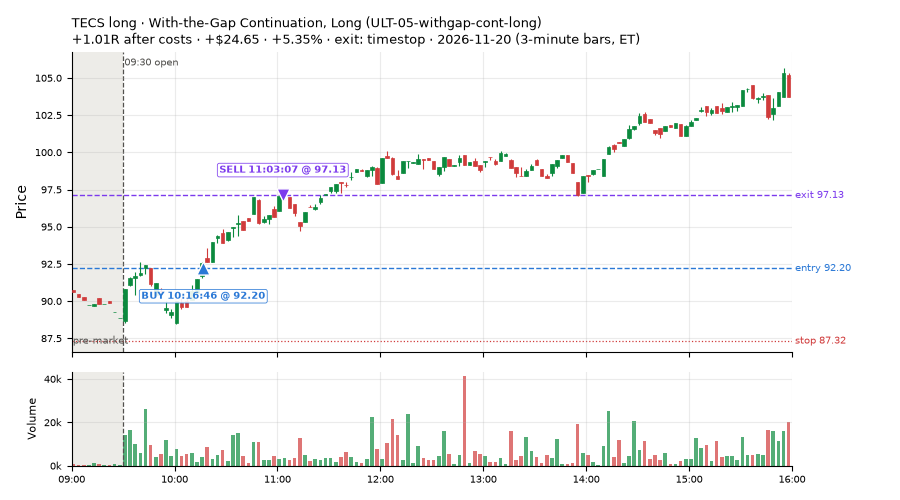 TECS long · With-the-Gap Continuation, Long (ULT-05-withgap-cont-long)
+1.01R after costs · +$24.65 · +5.35% · exit: timestop · 2026-11-20 (3-minute bars, ET)
09:30 open
105.0
102.5
100.0
97.5
95.0
92.5
90.0
87.5
Price
SELL 11:03:07 @ 97.13
exit 97.13
entry 92.20
BUY 10:16:46 @ 92.20
pre-market
stop 87.32
40k
20k
0k
Volume
09:00
10:00
11:00
12:00
13:00
14:00
15:00
16:00